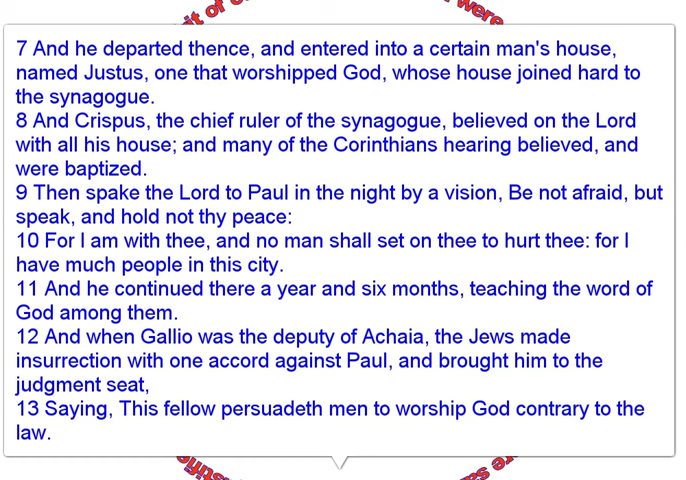 it of
were
7 And he departed thence, and entered into a certain man's house,
named Justus, one that worshipped God, whose house joined hard to
the synagogue.
8 And Crispus, the chief ruler of the synagogue, believed on the Lord
with all his house; and many of the Corinthians hearing believed, and
were baptized.
9 Then spake the Lord to Paul in the night by a vision, Be not afraid, but
speak, and hold not thy peace:
10 For I am with thee, and no man shall set on thee to hurt thee: for I
have much people in this city.
11 And he continued there a year and six months, teaching the word of
God among them.
12 And when Gallio was the deputy of Achaia, the Jews made
insurrection with one accord against Paul, and brought him to the
judgment seat,
13 Saying, This fellow persuadeth men to worship God contrary to the
law.